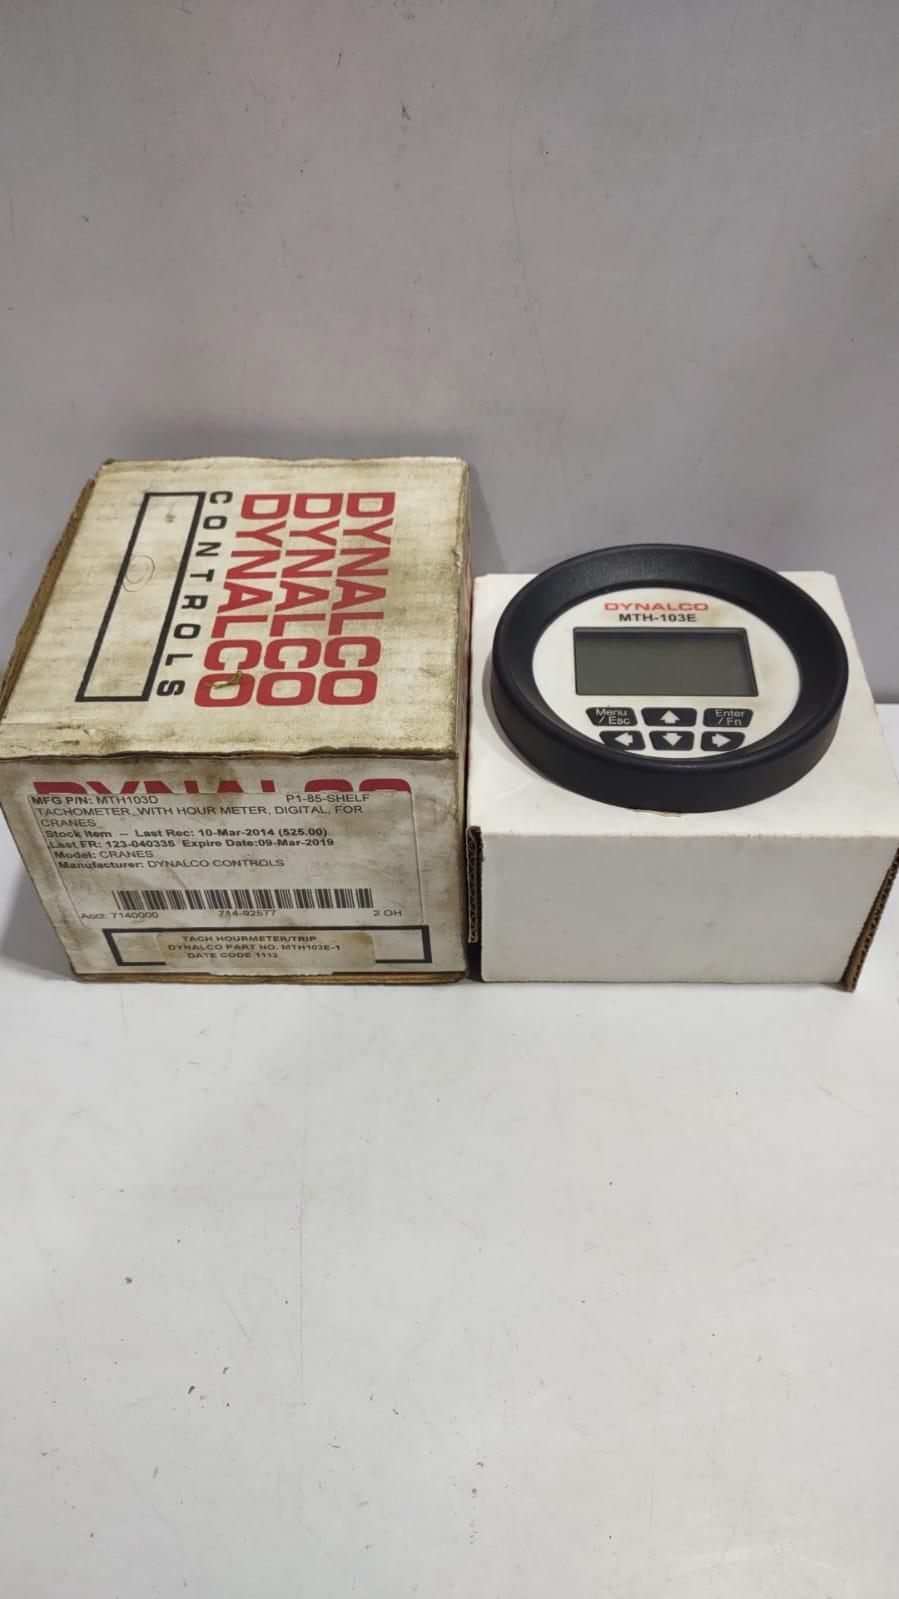 DYNALCO
DYNALCO
DYNALCO
CONTROLS
DYNALCO
MFG P/N: MTH103D P1-85-SHELF
TACHOMETER, WITH HOUR METER, DIGITAL, FOR
CRANES
Stock Item -- Last Rec: 10-Mar-2014 (525.00)
Last FR: 123-040335 Expire Date:09-Mar-2019
Model: CRANES
Manufacturer: DYNALCO CONTROLS
Acct: 7140000 714-92577 2 OH
TACH HOURMETER/TRIP
DYNALCO PART NO. MTH103E-1
DATE CODE 1113
DYNALCO
MTH-103E
Menu
/ Esc
Enter
/ Fn